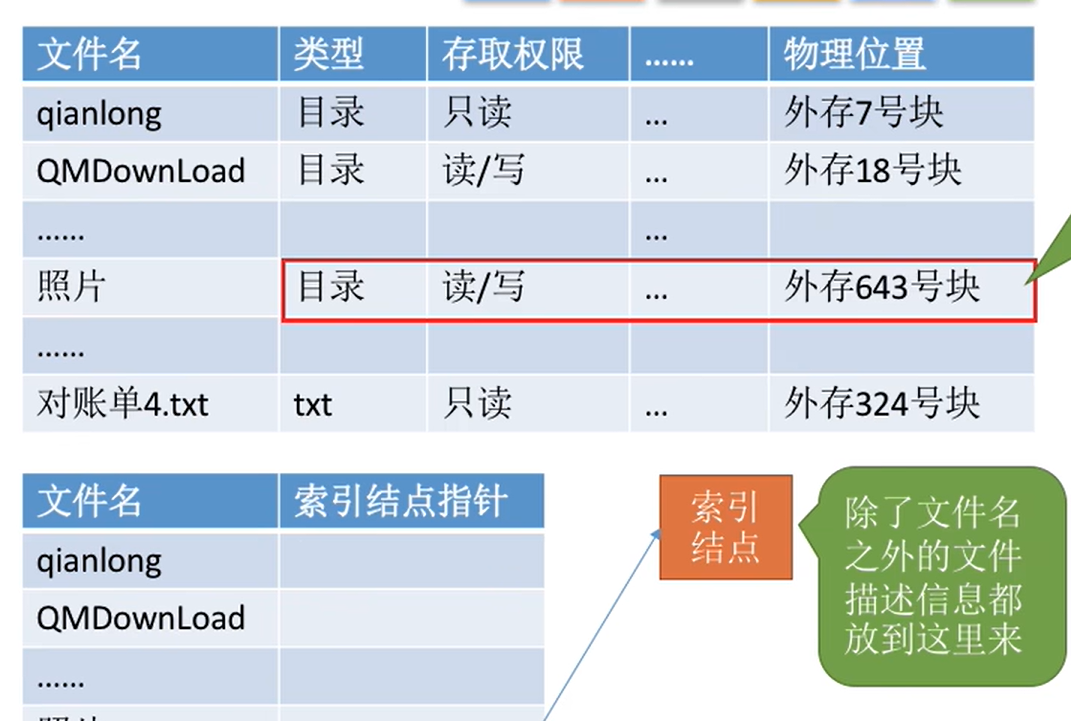 文件名 类型 存取权限 …… 物理位置
qianlong 目录 只读 … 外存7号块
QMDownLoad 目录 读/写 … 外存18号块
…… …
照片 目录 读/写 … 外存643号块
……
对账单4.txt txt 只读 … 外存324号块
文件名 索引结点指针
qianlong
QMDownLoad
……
索引
结点
除了文件名
之外的文件
描述信息都
放到这里来